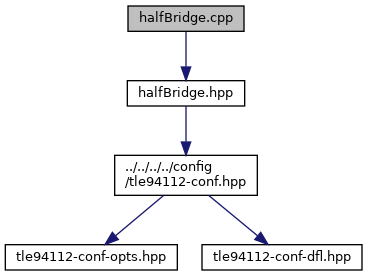 halfBridge.cpp
halfBridge.hpp
../../../../config
/tle94112-conf.hpp
tle94112-conf-opts.hpp
tle94112-conf-dfl.hpp